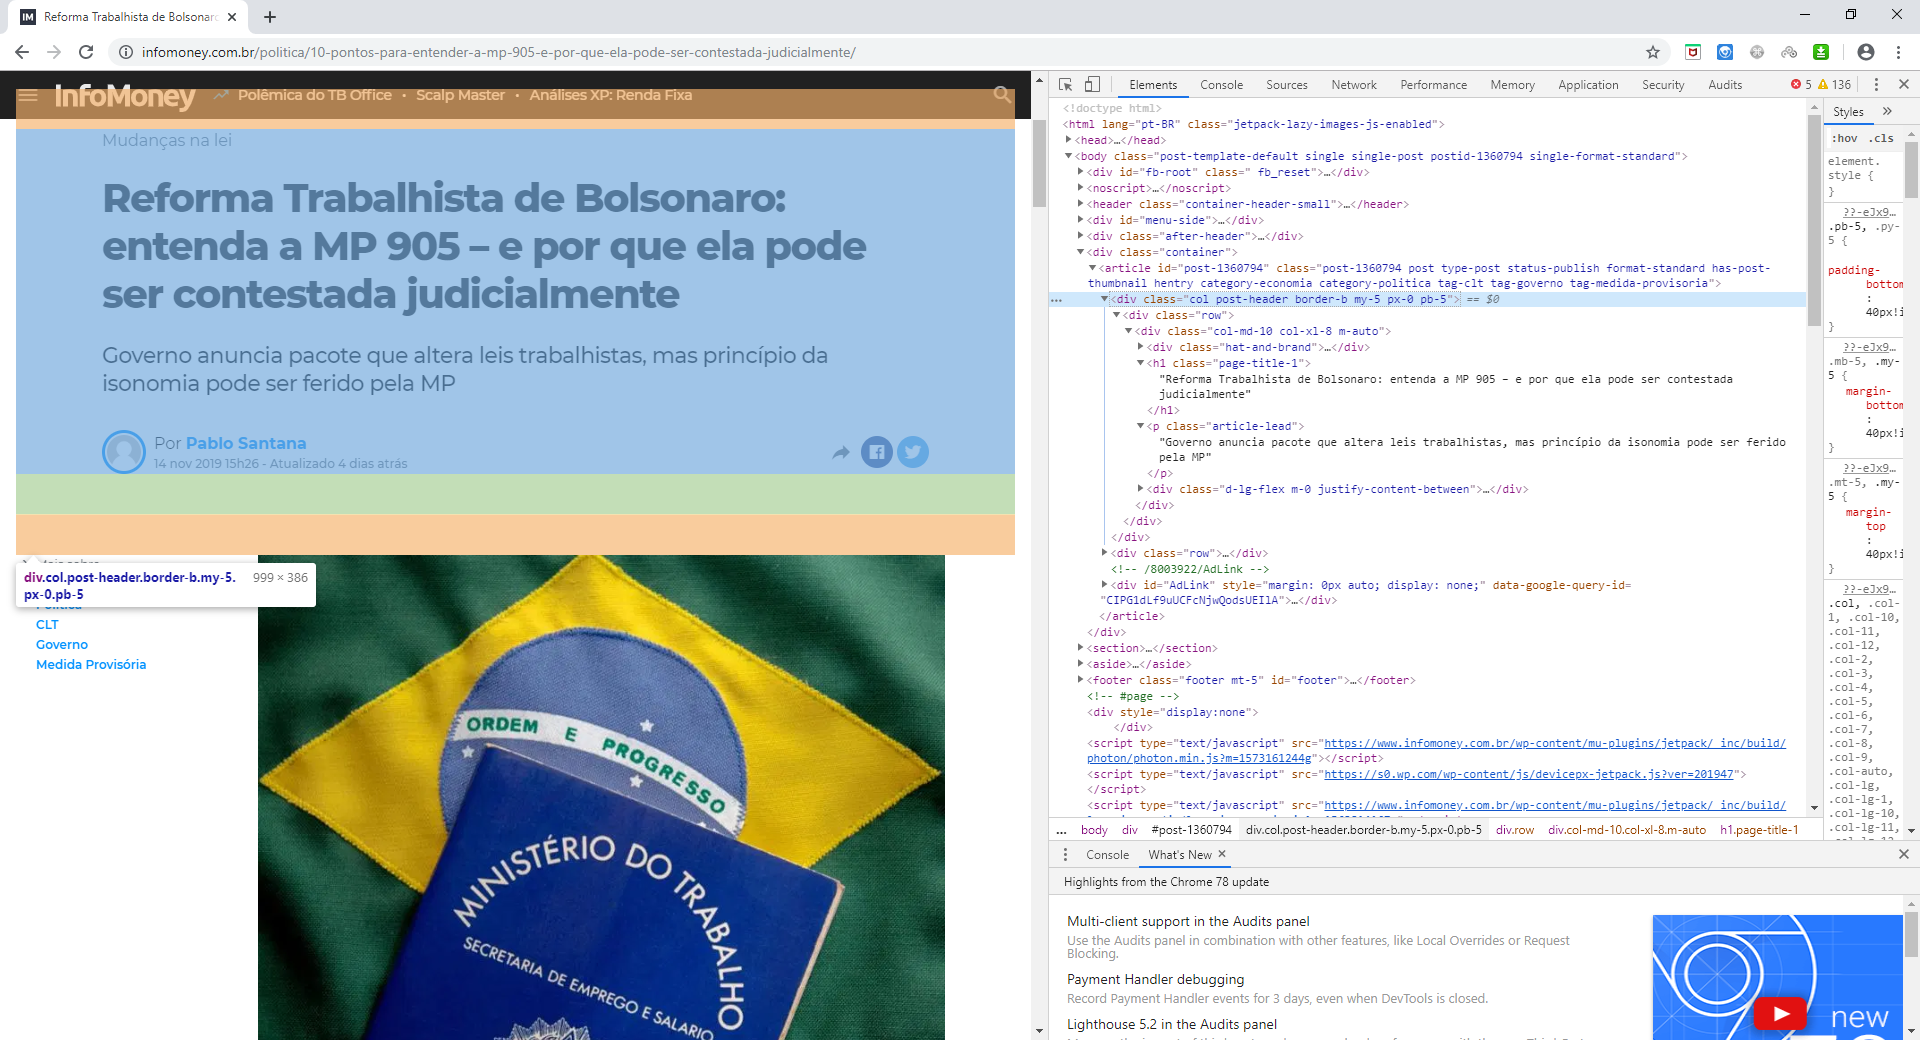 Reforma Trabalhista de Bolsonaro
infomoney.com.br/politica/10-pontos-para-entender-a-mp-905-e-por-que-ela-pode-ser-contestada-judicialmente/
InfoMoney
Polêmica do TB Office • Scalp Master • Análises XP: Renda Fixa
Mudanças na lei
Reforma Trabalhista de Bolsonaro:
entenda a MP 905 – e por que ela pode
ser contestada judicialmente
Governo anuncia pacote que altera leis trabalhistas, mas princípio da
isonomia pode ser ferido pela MP
Por Pablo Santana
14 nov 2019 15h26 - Atualizado 4 dias atrás
div.col.post-header.border-b.my-5.
px-0.pb-5
999 × 386
CLT
Governo
Medida Provisória
ORDEM E PROGRESSO
MINISTÉRIO DO TRABALHO
SECRETARIA DE EMPREGO E SALARIO
Elements Console Sources Network Performance Memory Application Security Audits 5 136
<!doctype html>
<html lang="pt-BR" class="jetpack-lazy-images-js-enabled">
<head>…</head>
<body class="post-template-default single single-post postid-1360794 single-format-standard">
<div id="fb-root" class=" fb_reset">…</div>
<noscript>…</noscript>
<header class="container-header-small">…</header>
<div id="menu-side">…</div>
<div class="after-header">…</div>
<div class="container">
<article id="post-1360794" class="post-1360794 post type-post status-publish format-standard has-post-
thumbnail hentry category-economia category-politica tag-clt tag-governo tag-medida-provisoria">
<div class="col post-header border-b my-5 px-0 pb-5"> == $0
<div class="row">
<div class="col-md-10 col-xl-8 m-auto">
<div class="hat-and-brand">…</div>
<h1 class="page-title-1">
"Reforma Trabalhista de Bolsonaro: entenda a MP 905 – e por que ela pode ser contestada
judicialmente"
</h1>
<p class="article-lead">
"Governo anuncia pacote que altera leis trabalhistas, mas princípio da isonomia pode ser ferido
pela MP"
</p>
<div class="d-lg-flex m-0 justify-content-between">…</div>
</div>
</div>
</div>
<div class="row">…</div>
<!-- /8003922/AdLink -->
<div id="AdLink" style="margin: 0px auto; display: none;" data-google-query-id=
"CIPG1dLf9uUCFcNjwQodsUEIlA">…</div>
</article>
</div>
<section>…</section>
<aside>…</aside>
<footer class="footer mt-5" id="footer">…</footer>
<!-- #page -->
<div style="display:none">
</div>
<script type="text/javascript" src="https://www.infomoney.com.br/wp-content/mu-plugins/jetpack/_inc/build/
photon/photon.min.js?m=1573161244g"></script>
<script type="text/javascript" src="https://s0.wp.com/wp-content/js/devicepx-jetpack.js?ver=201947">
</script>
<script type="text/javascript" src="https://www.infomoney.com.br/wp-content/mu-plugins/jetpack/_inc/build/
... body div #post-1360794 div.col.post-header.border-b.my-5.px-0.pb-5 div.row div.col-md-10.col-xl-8.m-auto h1.page-title-1
Styles »
:hov .cls
element.
style {
}
??-eJx9…
.pb-5, .py-
5 {
padding-
bottom
:
40px!i
}
??-eJx9…
.mb-5, .my-
5 {
margin-
bottom
:
40px!i
}
??-eJx9…
.mt-5, .my-
5 {
margin-
top
:
40px!i
}
??-eJx9…
.col, .col-
1, .col-10,
.col-11,
.col-12,
.col-2,
.col-3,
.col-4,
.col-5,
.col-6,
.col-7,
.col-8,
.col-9,
.col-auto,
.col-lg,
.col-lg-1,
.col-lg-10,
.col-lg-11,
Console What's New
Highlights from the Chrome 78 update
Multi-client support in the Audits panel
Use the Audits panel in combination with other features, like Local Overrides or Request
Blocking.
Payment Handler debugging
Record Payment Handler events for 3 days, even when DevTools is closed.
Lighthouse 5.2 in the Audits panel
new